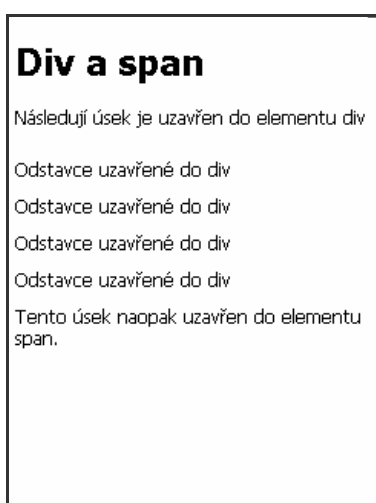 Div a span
Následují úsek je uzavřen do elementu div
Odstavce uzavřené do div
Odstavce uzavřené do div
Odstavce uzavřené do div
Odstavce uzavřené do div
Tento úsek naopak uzavřen do elementu
span.